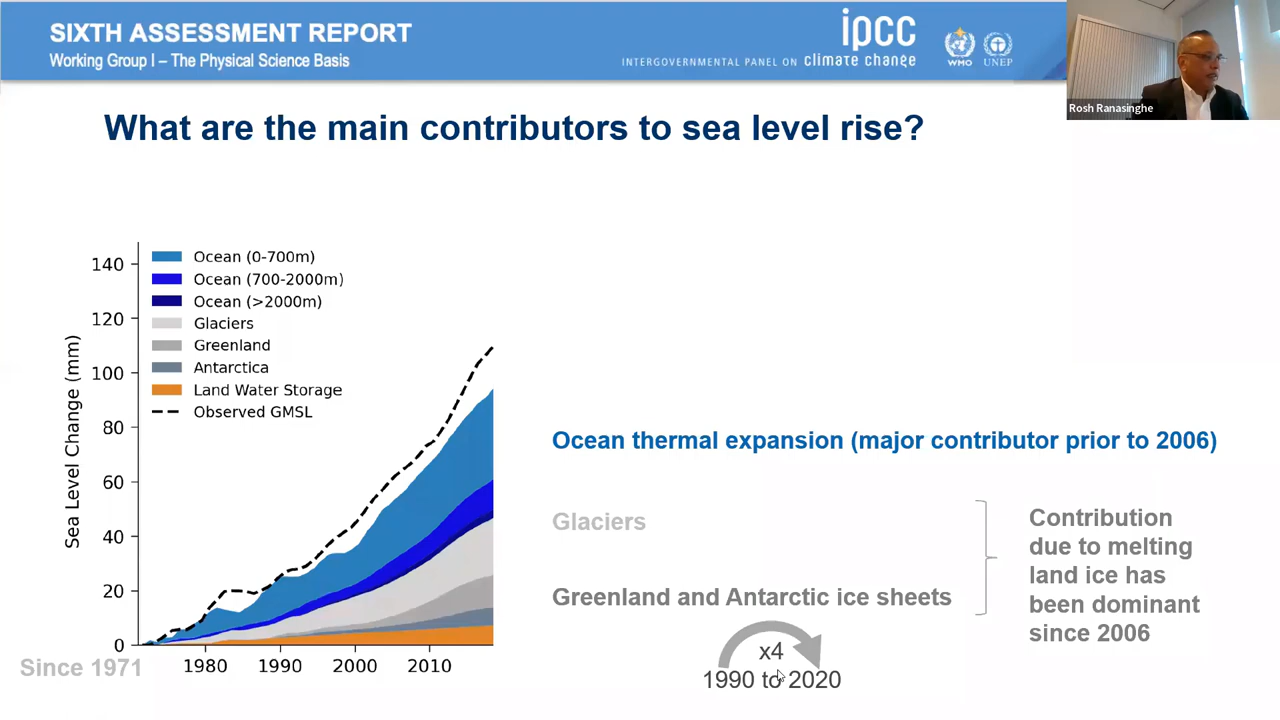 SIXTH ASSESSMENT REPORT
Working Group I – The Physical Science Basis
ipcc
INTERGOVERNMENTAL PANEL ON climate change
WMO
UNEP
Rosh Ranasinghe
What are the main contributors to sea level rise?
Ocean (0-700m)
Ocean (700-2000m)
Ocean (>2000m)
Glaciers
Greenland
Antarctica
Land Water Storage
Observed GMSL
Sea Level Change (mm)
140
120
100
80
60
40
20
0
1980 1990 2000 2010
Since 1971
Ocean thermal expansion (major contributor prior to 2006)
Glaciers
Greenland and Antarctic ice sheets
x4
1990 to 2020
Contribution
due to melting
land ice has
been dominant
since 2006